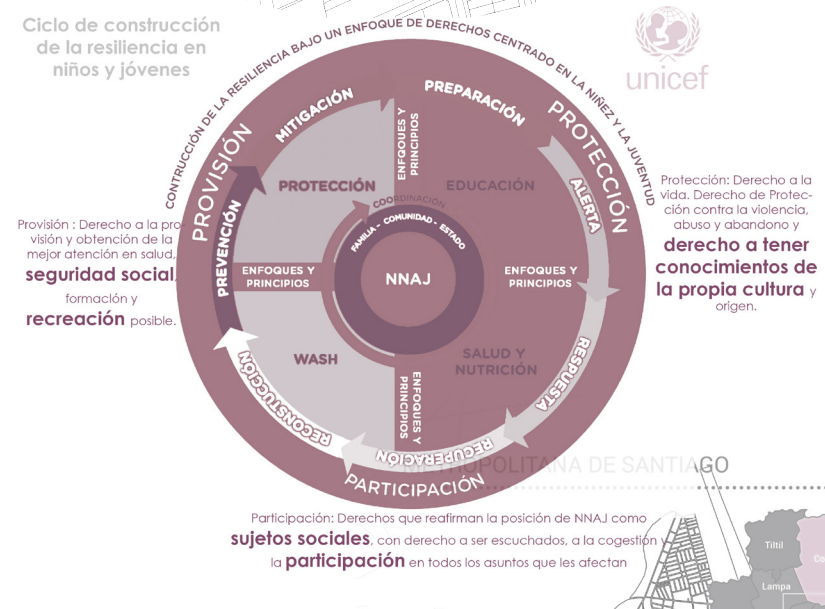 Ciclo de construcción
de la resiliencia en
niños y jóvenes
CONTRUCCIÓN DE LA RESILIENCIA BAJO UN ENFOQUE DE DERECHOS CENTRADO EN LA NIÑEZ Y LA JUVENTUD
unicef
PROVISIÓN
PROTECCIÓN
PARTICIPACIÓN
MITIGACIÓN
PREPARACIÓN
ALERTA
RESPUESTA
RECUPERACIÓN
RECONSTUCCIÓN
PREVENCIÓN
ENFOQUES Y
PRINCIPIOS
PROTECCIÓN
EDUCACIÓN
COORDINACIÓN
FAMILIA - COMUNIDAD - ESTADO
NNAJ
ENFOQUES Y
PRINCIPIOS
ENFOQUES Y
PRINCIPIOS
WASH
SALUD Y
NUTRICIÓN
ENFOQUES Y
PRINCIPIOS
Provisión : Derecho a la pro-
visión y obtención de la
mejor atención en salud,
seguridad social,
formación y
recreación posible.
Protección: Derecho a la
vida. Derecho de Protec-
ción contra la violencia,
abuso y abandono y
derecho a tener
conocimientos de
la propia cultura y
origen.
METROPOLITANA DE SANTIAGO
Participación: Derechos que reafirman la posición de NNAJ como
sujetos sociales, con derecho a ser escuchados, a la cogestión y
la participación en todos los asuntos que les afectan
Tiltil
Lampa